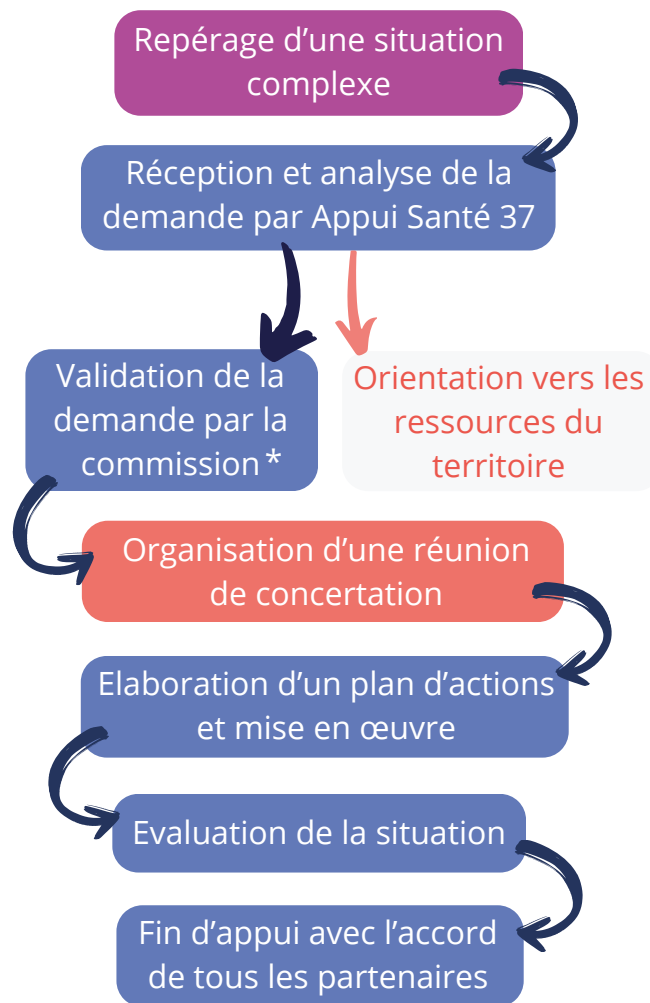 Repérage d’une situation
complexe
Réception et analyse de la
demande par Appui Santé 37
Validation de la
demande par la
commission *
Orientation vers les
ressources du
territoire
Organisation d’une réunion
de concertation
Elaboration d’un plan d’actions
et mise en œuvre
Evaluation de la situation
Fin d’appui avec l’accord
de tous les partenaires